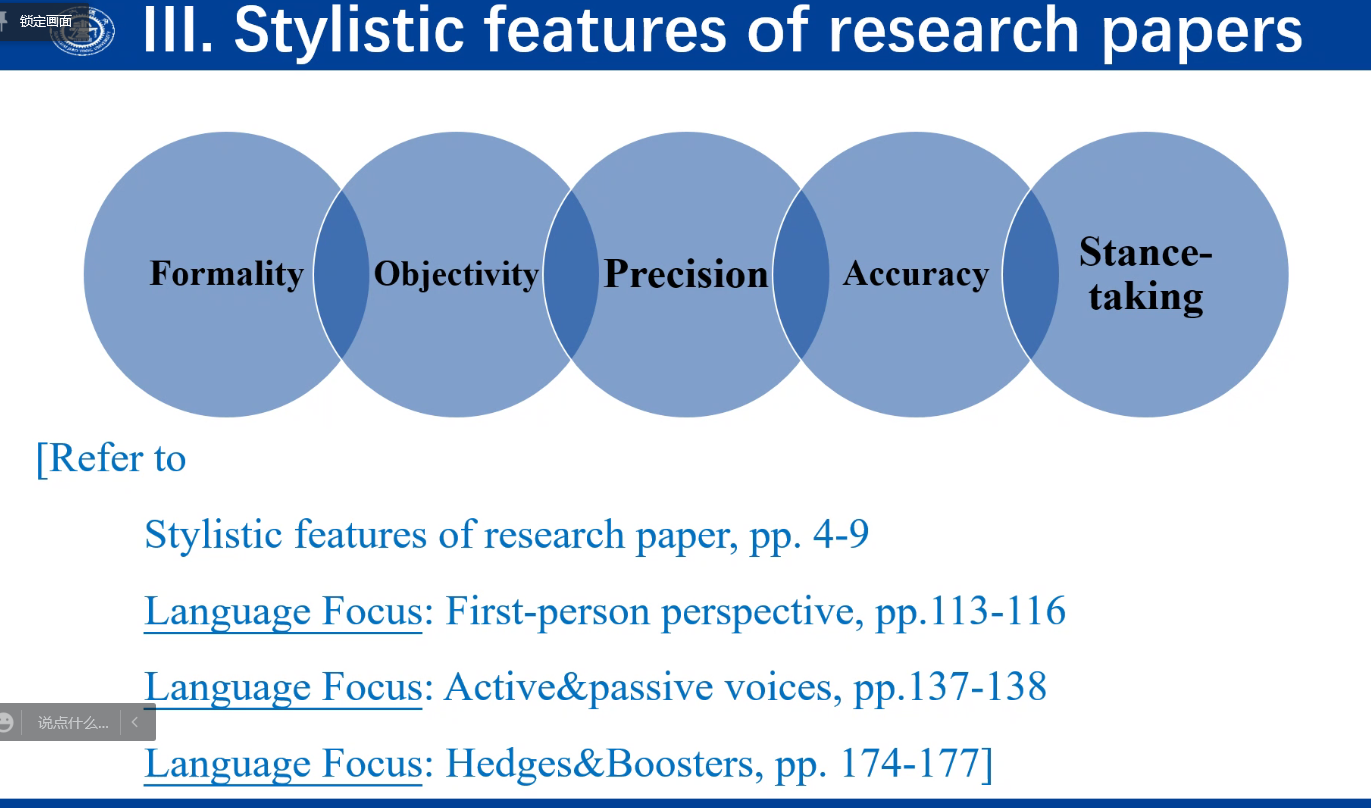 锁定画面
III. Stylistic features of research papers
Formality
Objectivity
Precision
Accuracy
Stance-
taking
[Refer to
Stylistic features of research paper, pp. 4-9
Language Focus: First-person perspective, pp.113-116
Language Focus: Active&passive voices, pp.137-138
说点什么...
Language Focus: Hedges&Boosters, pp. 174-177]